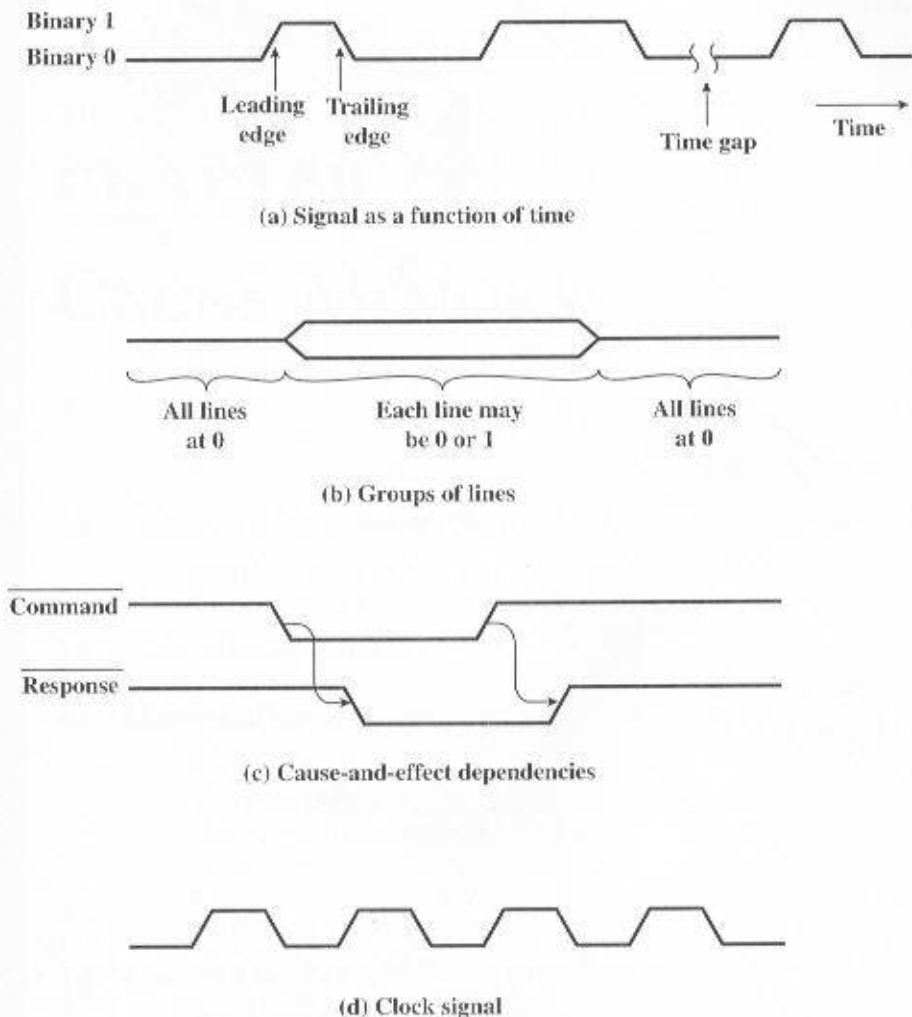 Binary 1
Binary 0
Leading
edge
Trailing
edge
Time gap
Time
(a) Signal as a function of time
All lines
at 0
Each line may
be 0 or 1
All lines
at 0
(b) Groups of lines
Command
Response
(c) Cause-and-effect dependencies
(d) Clock signal